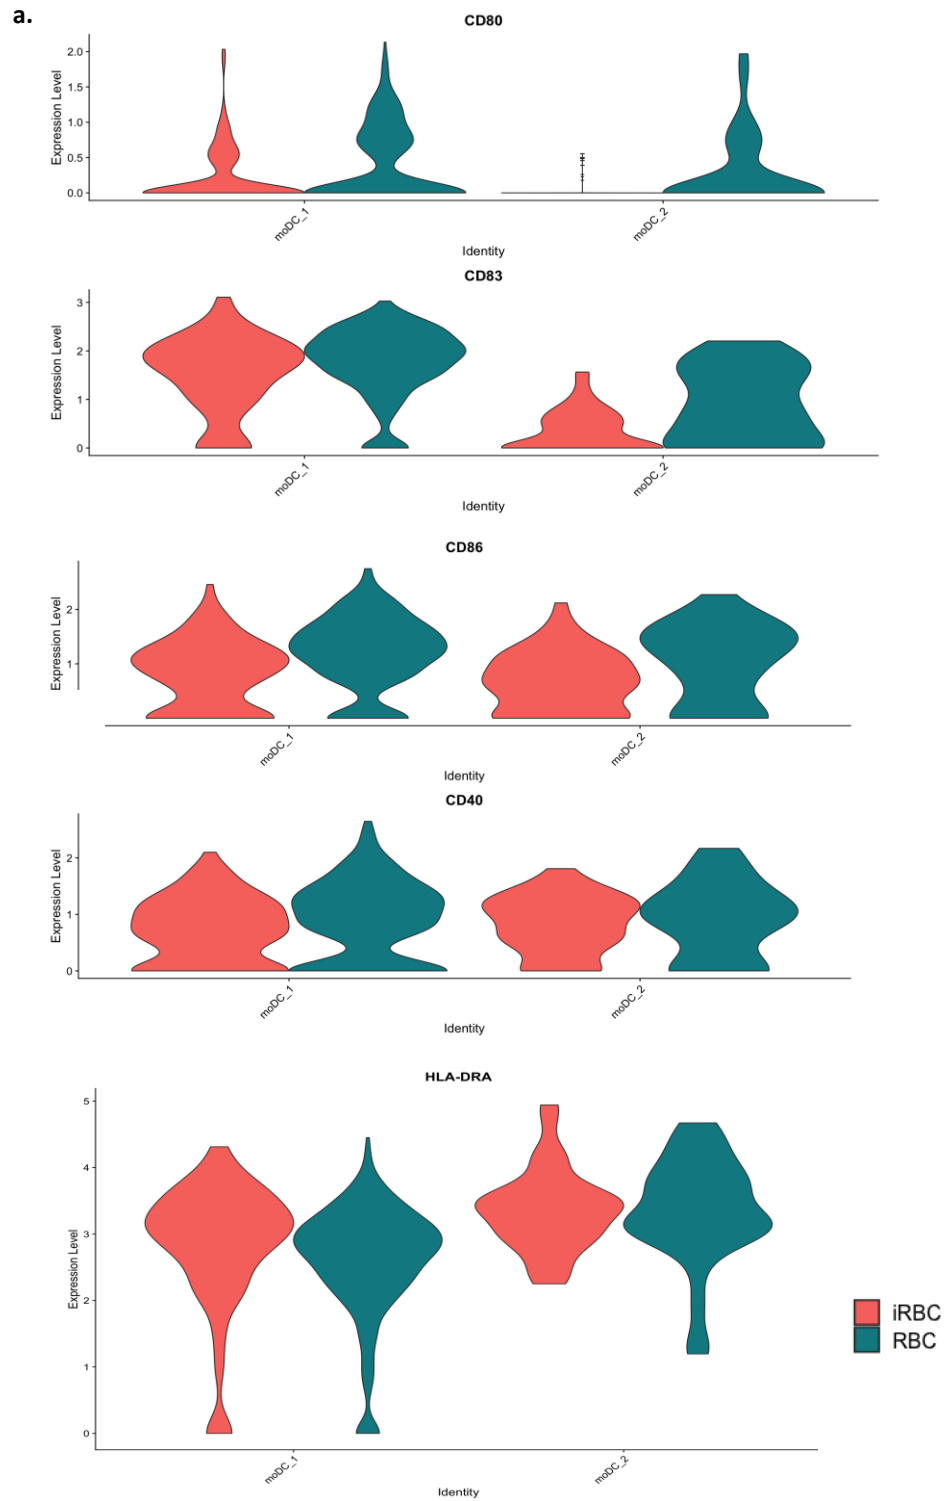 a.
CD80
Expression Level
2.0
1.5
1.0
0.5
0.0
moDC_1
moDC_2
Identity
CD83
Expression Level
3
2
1
0
moDC_1
moDC_2
Identity
CD86
Expression Level
2
1
moDC_1
moDC_2
Identity
CD40
Expression Level
2
1
0
moDC_1
moDC_2
Identity
HLA-DRA
Expression Level
5
4
3
2
1
0
moDC_1
moDC_2
Identity
iRBC
RBC